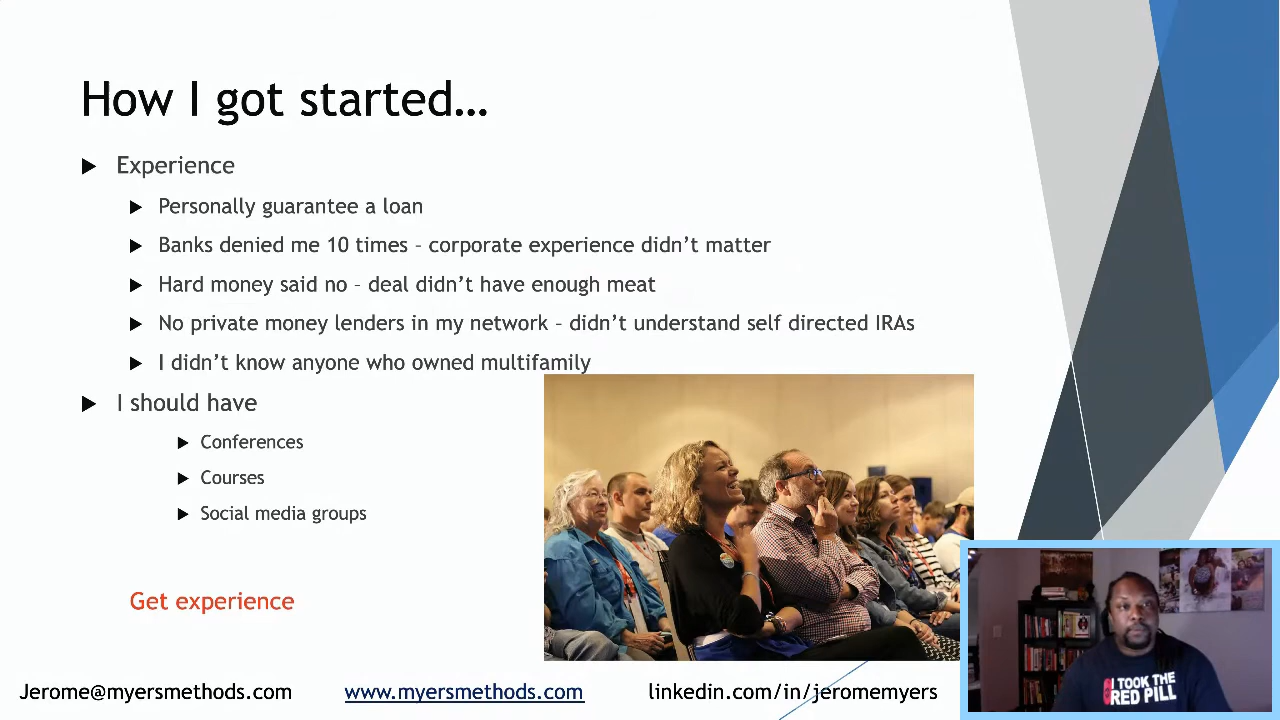 How I got started…
Experience
Personally guarantee a loan
Banks denied me 10 times – corporate experience didn't matter
Hard money said no – deal didn't have enough meat
No private money lenders in my network – didn't understand self directed IRAs
I didn't know anyone who owned multifamily
I should have
Conferences
Courses
Social media groups
Get experience
Jerome@myersmethods.com www.myersmethods.com linkedin.com/in/jeromemyers
I TOOK THE
RED PILL